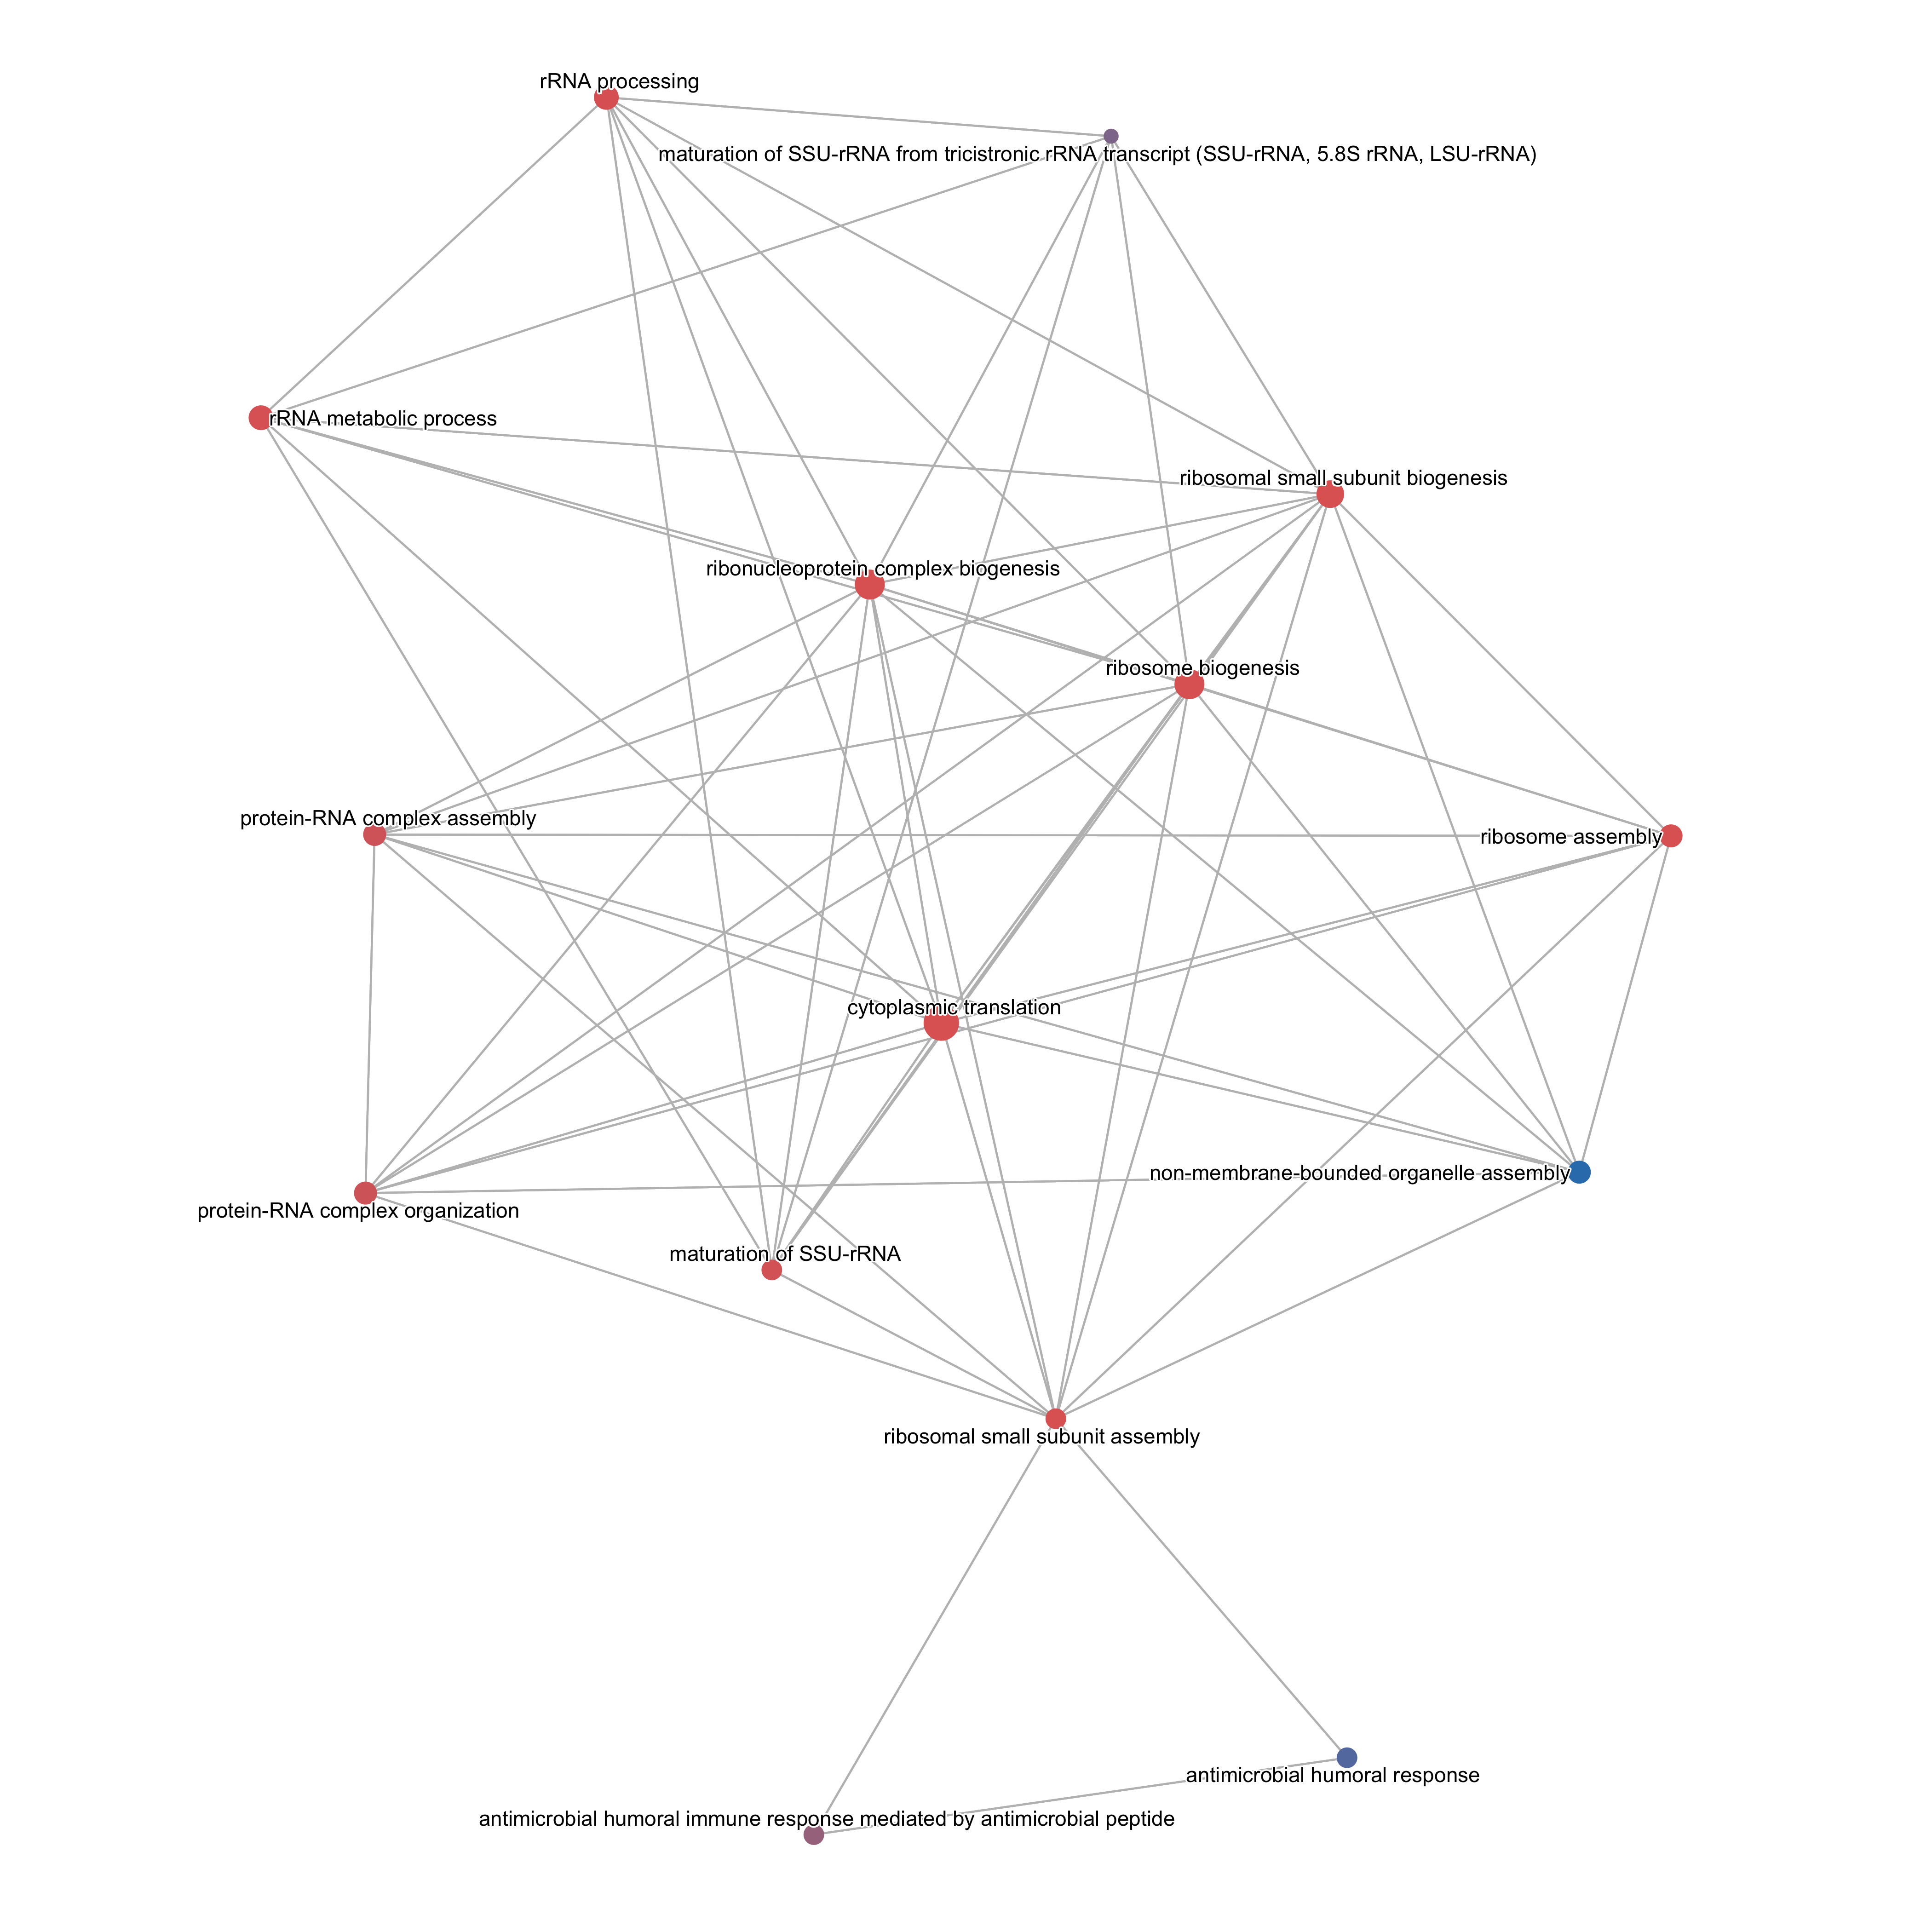 rRNA processing
maturation of SSU-rRNA from tricistronic rRNA transcript (SSU-rRNA, 5.8S rRNA, LSU-rRNA)
rRNA metabolic process
ribosomal small subunit biogenesis
ribonucleoprotein complex biogenesis
ribosome biogenesis
protein-RNA complex assembly
ribosome assembly
cytoplasmic translation
non-membrane-bounded organelle assembly
protein-RNA complex organization
maturation of SSU-rRNA
ribosomal small subunit assembly
antimicrobial humoral response
antimicrobial humoral immune response mediated by antimicrobial peptide